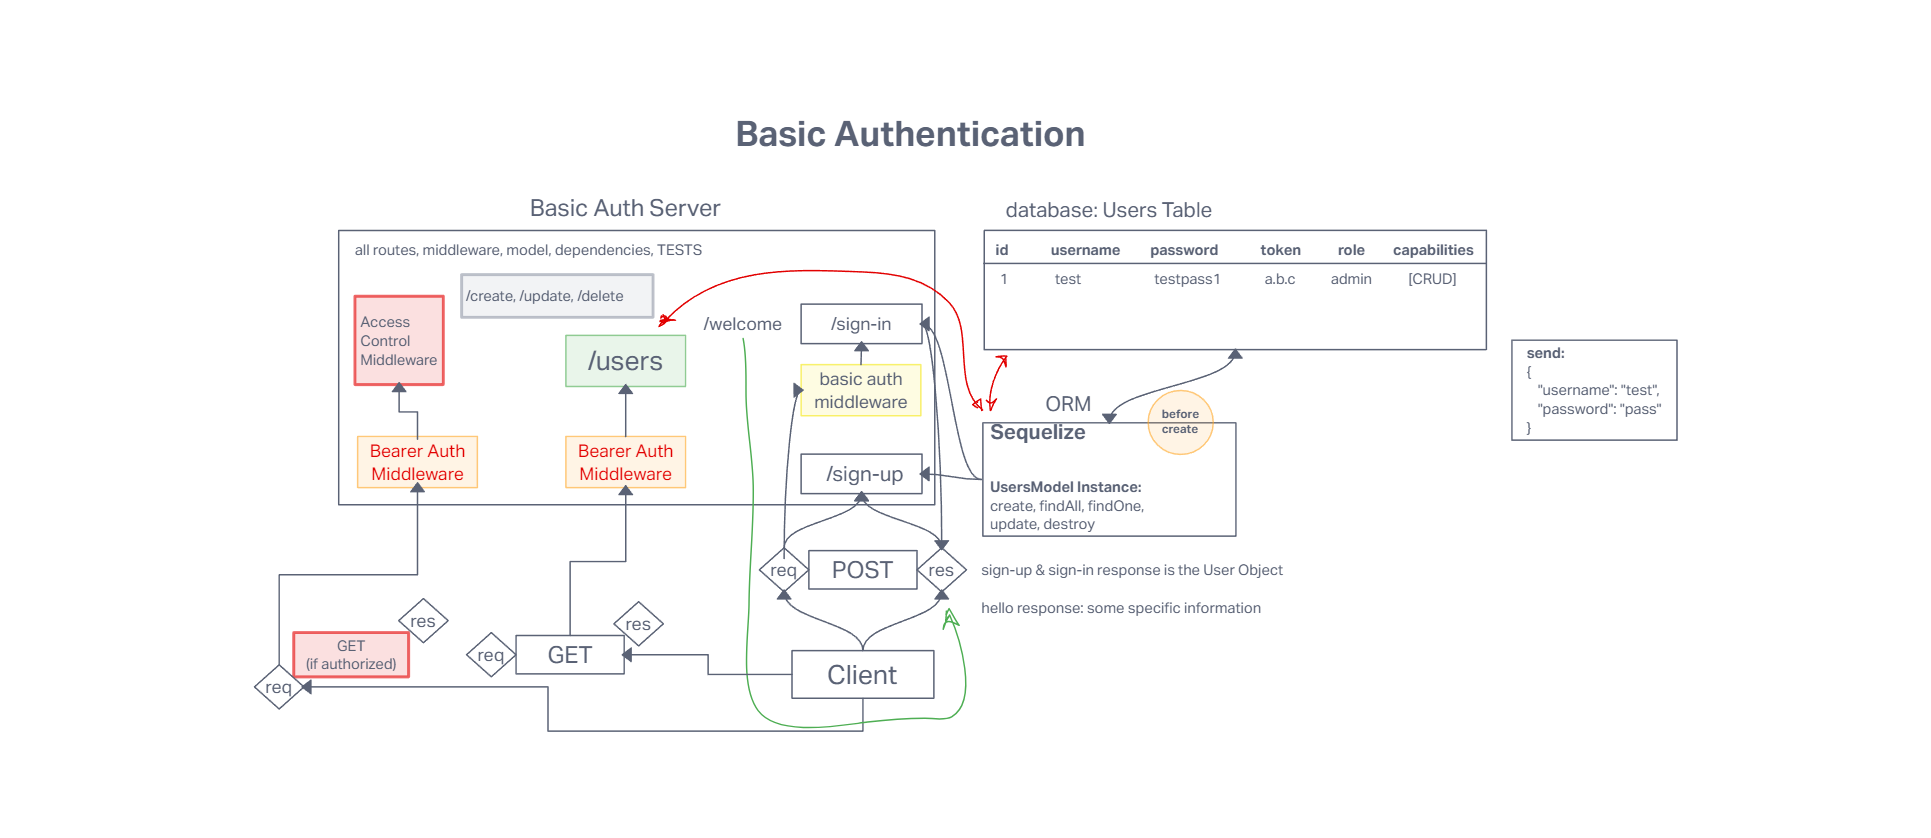 Basic Authentication
Basic Auth Server
database: Users Table
all routes, middleware, model, dependencies, TESTS
id username password token role capabilities
1 test testpass1 a.b.c admin [CRUD]
/create, /update, /delete
Access
Control
Middleware
/users
/welcome
/sign-in
basic auth
middleware
/sign-up
Bearer Auth
Middleware
Bearer Auth
Middleware
send:
{
"username": "test",
"password": "pass"
}
ORM
before
create
Sequelize
UsersModel Instance:
create, findAll, findOne,
update, destroy
req
POST
res
sign-up & sign-in response is the User Object
hello response: some specific information
res
GET
(if authorized)
req
res
req
GET
Client